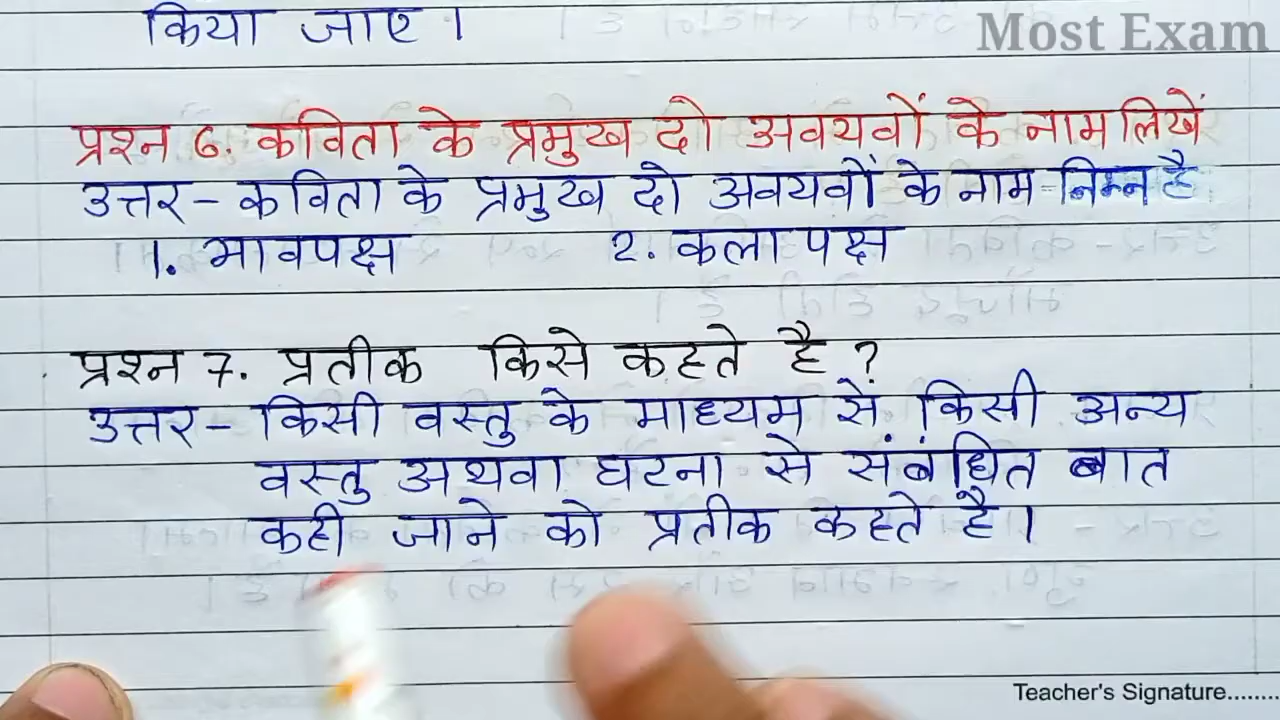 किया जाए।
Most Exam
प्रश्न 6. कविता के प्रमुख दो अवयवों के नाम लिखें
उत्तर - कविता के प्रमुख दो अवयवों के नाम निम्न है
1. भावपक्ष 2. कलापक्ष
प्रश्न 7. प्रतीक किसे कहते है ?
उत्तर - किसी वस्तु के माध्यम सें किसी अन्य
वस्तु अथवा घटना से संबंधित बात
कही जाने को प्रतीक कहते है।
Teacher's Signature........